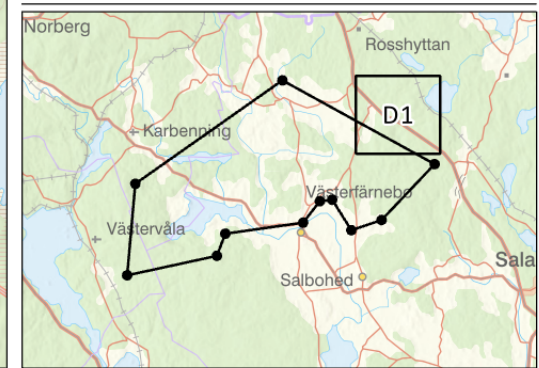 Norberg
Rosshyttan
D1
Karbenning
Västerfärnebo
Västervåla
Sala
Salbohed